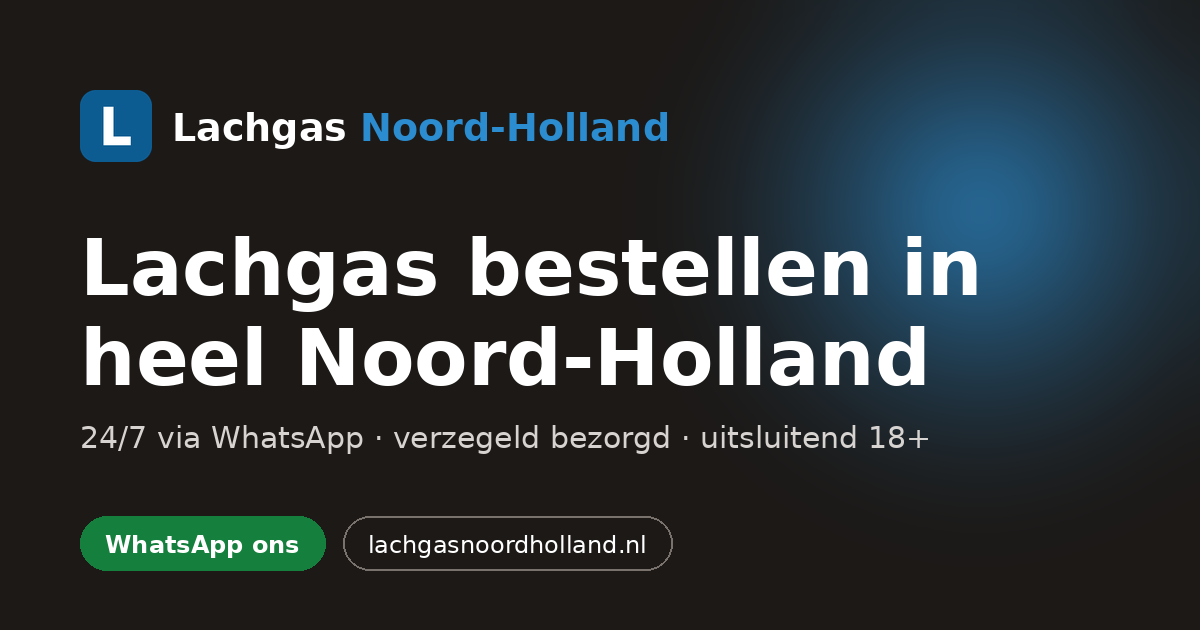 L
Lachgas Noord-Holland
Lachgas bestellen in
heel Noord-Holland
24/7 via WhatsApp · verzegeld bezorgd · uitsluitend 18+
WhatsApp ons
lachgasnoordholland.nl